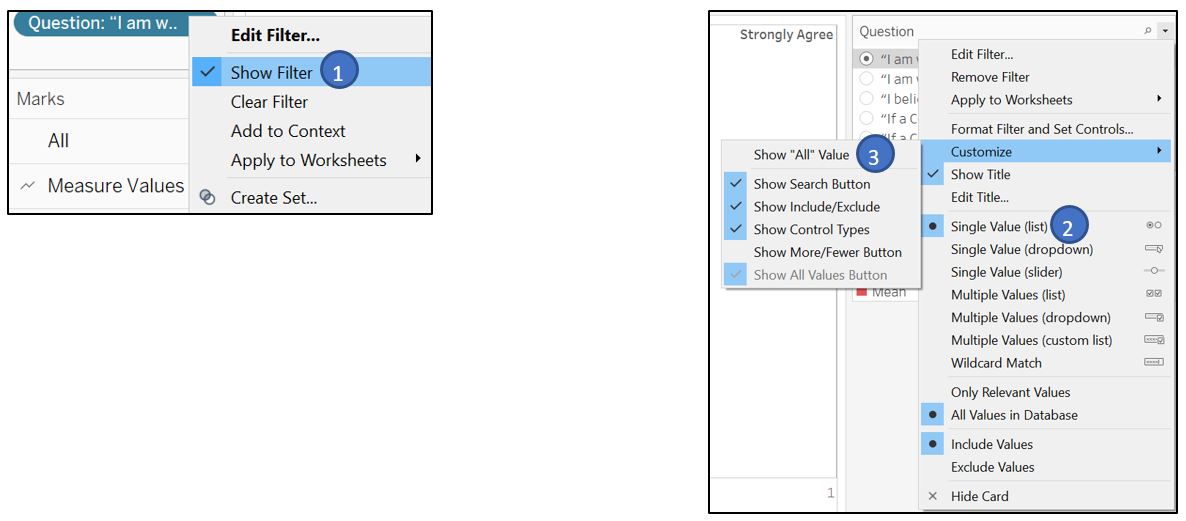 Question: “I am w..
Edit Filter...
Show Filter
1
Clear Filter
Marks
Add to Context
All
Apply to Worksheets
Measure Values
Create Set...
Strongly Agree
Question
“I am w
“I am w
“I beli
“If a C
“If a C
Mean
1
Edit Filter...
Remove Filter
Apply to Worksheets
Format Filter and Set Controls...
Customize
Show Title
Edit Title...
Single Value (list)
2
Single Value (dropdown)
Single Value (slider)
Multiple Values (list)
Multiple Values (dropdown)
Multiple Values (custom list)
Wildcard Match
Only Relevant Values
All Values in Database
Include Values
Exclude Values
Hide Card
Show "All" Value
3
Show Search Button
Show Include/Exclude
Show Control Types
Show More/Fewer Button
Show All Values Button